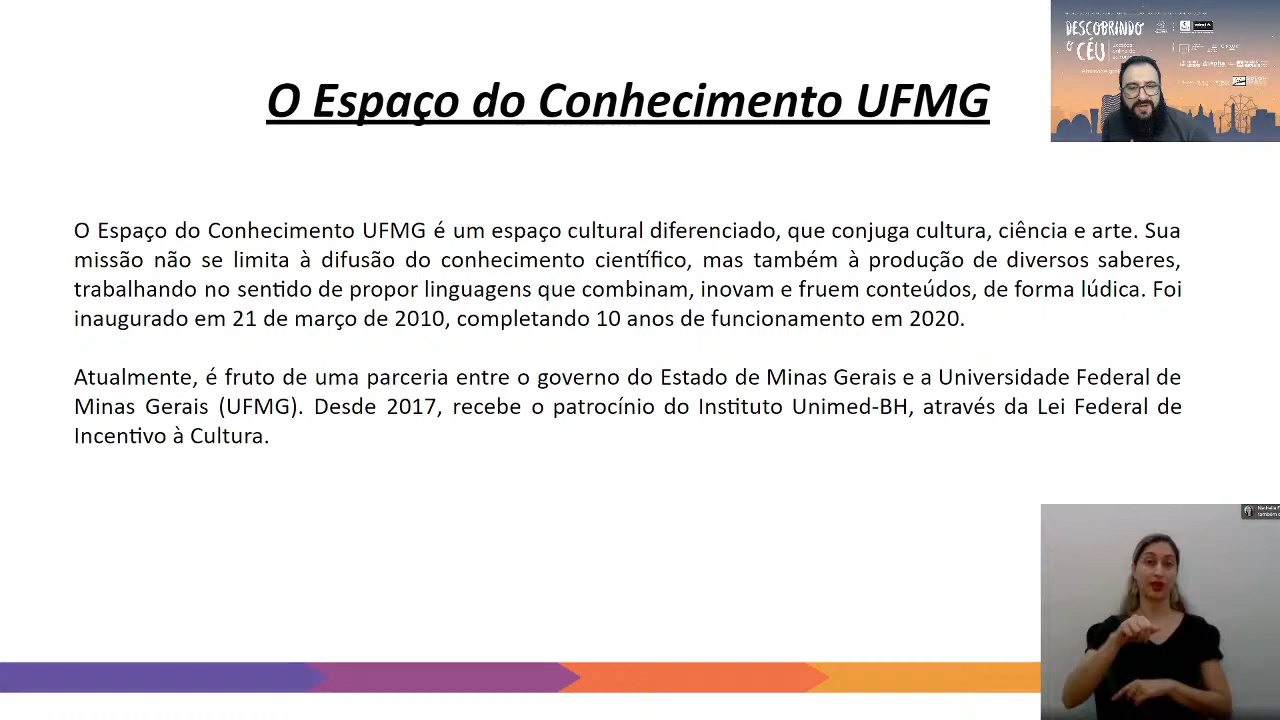 O Espaço do Conhecimento UFMG
DESCOBRINDO
O CÉU
O Espaço do Conhecimento UFMG é um espaço cultural diferenciado, que conjuga cultura, ciência e arte. Sua
missão não se limita à difusão do conhecimento científico, mas também à produção de diversos saberes,
trabalhando no sentido de propor linguagens que combinam, inovam e fruem conteúdos, de forma lúdica. Foi
inaugurado em 21 de março de 2010, completando 10 anos de funcionamento em 2020.
Atualmente, é fruto de uma parceria entre o governo do Estado de Minas Gerais e a Universidade Federal de
Minas Gerais (UFMG). Desde 2017, recebe o patrocínio do Instituto Unimed-BH, através da Lei Federal de
Incentivo à Cultura.